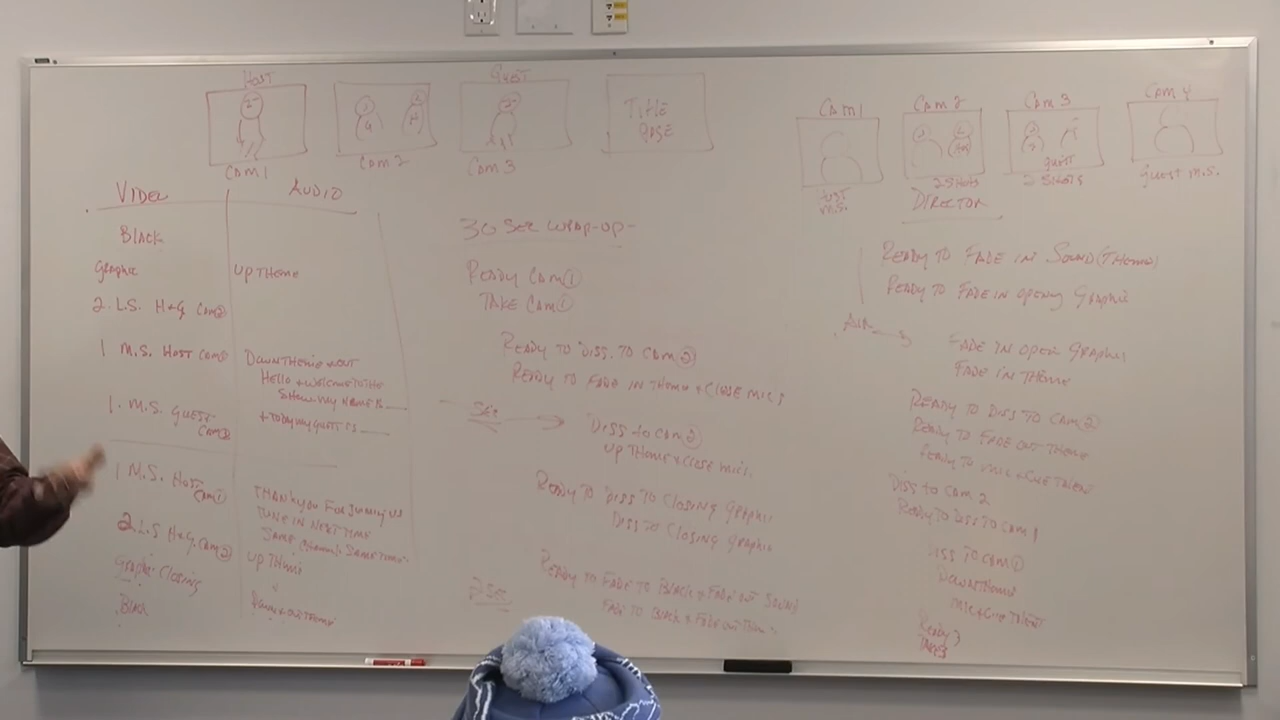 HOST
CAM 1
CAM 2
GUEST
CAM 3
TITLE
PAGE
CAM 1
HOST
M.S.
CAM 2
2 SHOTS
CAM 3
GUEST
2 SHOTS
CAM 4
GUEST M.S.
VIDEO
AUDIO
BLACK
Graphic
UP THEME
2. L.S. H+G CAM 2
1 M.S. HOST CAM
DOWN THEME + OUT
HELLO + WELCOME TO THE
SHOW MY NAME IS
1. M.S. GUEST
CAM 3
+ TODAY MY GUEST IS
1 M.S. HOST
CAM 1
THANK YOU FOR JOINING US
TUNE IN NEXT TIME
SAME CHANNEL SAME TIME
2. L.S H+G. CAM 2
UP THEME
Graphic Closing
BLACK
DOWN + OUT THEME
30 SEC WRAP-UP-
READY CAM 1
TAKE CAM 1
READY TO DISS. TO CAM 2
READY TO FADE IN THEME + CLOSE MICS
SEC
DISS TO CAM 2
UP THEME + CLOSE MICS.
READY TO DISS TO CLOSING GRAPHIC
DISS TO CLOSING GRAPHIC
READY TO FADE TO BLACK + FADE OUT SOUND
2 SEC
FADE TO BLACK + FADE OUT THEME
DIRECTOR
READY TO FADE IN SOUND (THEME)
READY TO FADE IN OPENING GRAPHIC
FADE IN OPEN GRAPHIC
FADE IN THEME
READY TO DISS TO CAM 2
READY TO FADE OUT THEME
READY TO MIC + CUE TALENT
DISS TO CAM 2
READY TO DISS TO CAM 1
DISS TO CAM 1
DOWN THEME
MIC + CUE TALENT
READY 3
TAKE 3